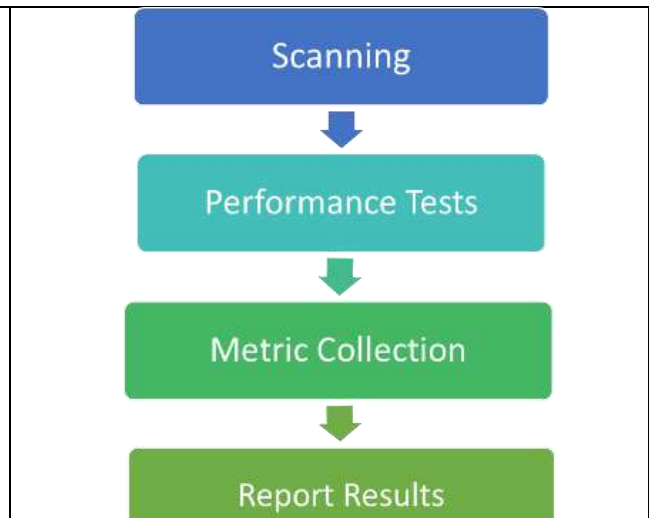 Scanning
Performance Tests
Metric Collection
Report Results